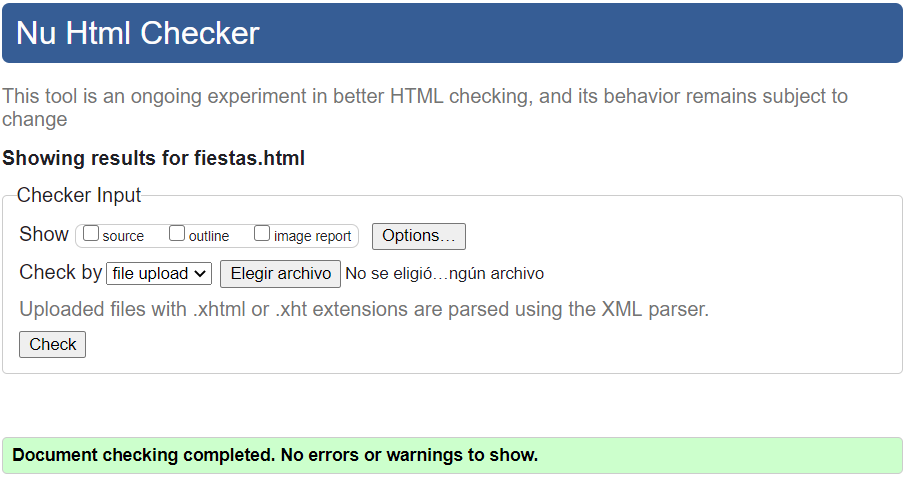 Nu Html Checker
This tool is an ongoing experiment in better HTML checking, and its behavior remains subject to
change
Showing results for fiestas.html
Checker Input
Show source outline image report Options...
Check by file upload Elegir archivo No se eligió...ngún archivo
Uploaded files with .xhtml or .xht extensions are parsed using the XML parser.
Check
Document checking completed. No errors or warnings to show.